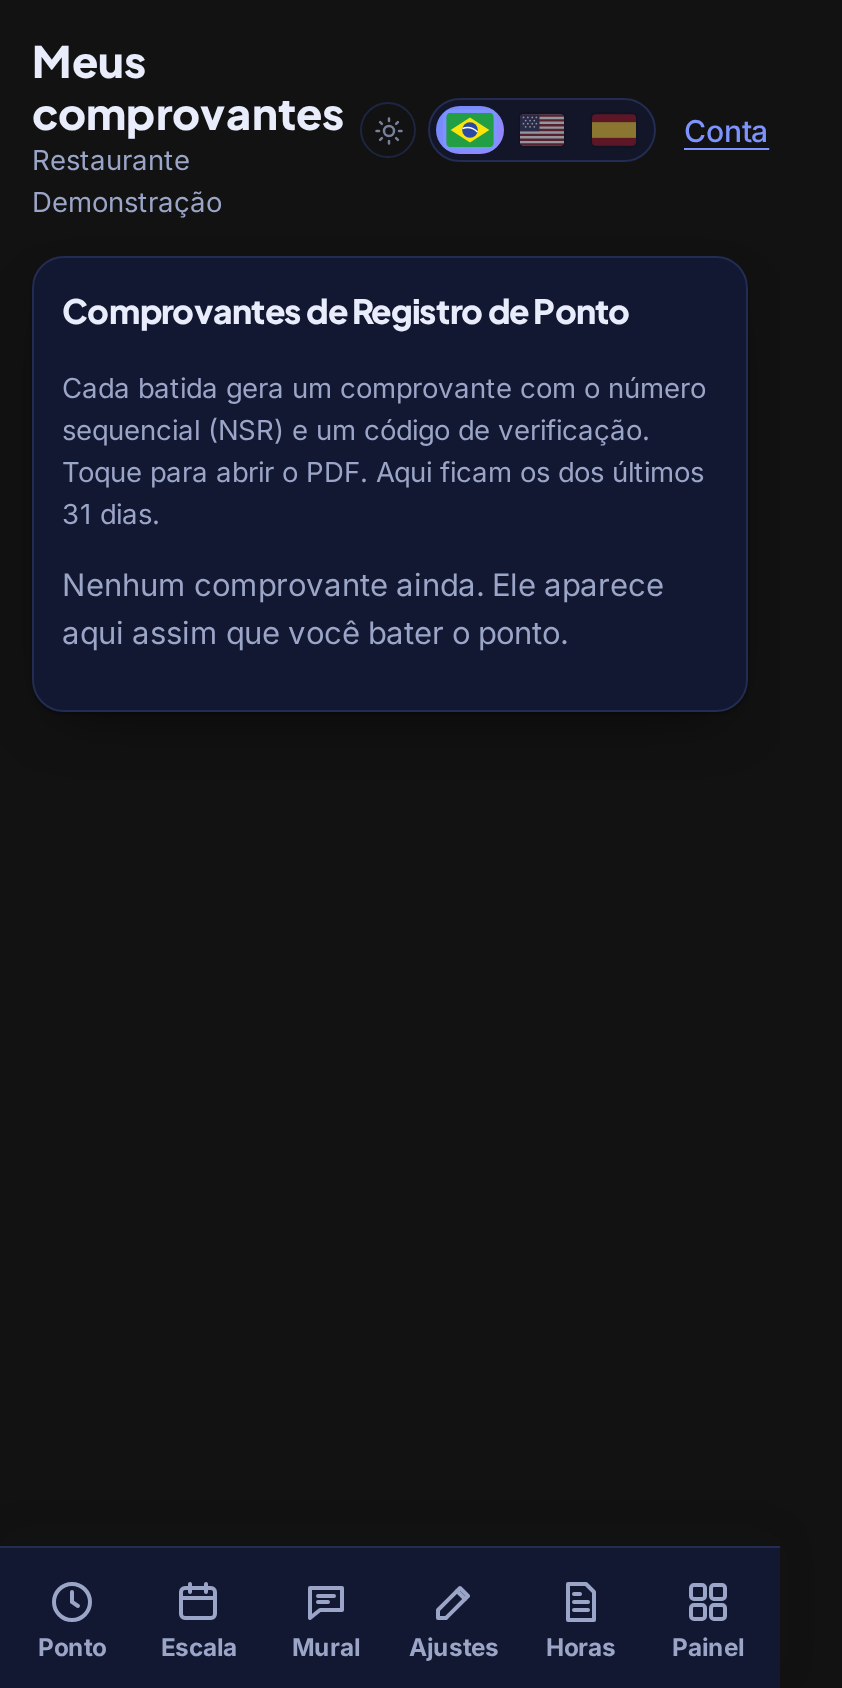 Meus
comprovantes
Restaurante
Demonstração
Conta
Comprovantes de Registro de Ponto
Cada batida gera um comprovante com o número
sequencial (NSR) e um código de verificação.
Toque para abrir o PDF. Aqui ficam os dos últimos
31 dias.
Nenhum comprovante ainda. Ele aparece
aqui assim que você bater o ponto.
Ponto
Escala
Mural
Ajustes
Horas
Painel